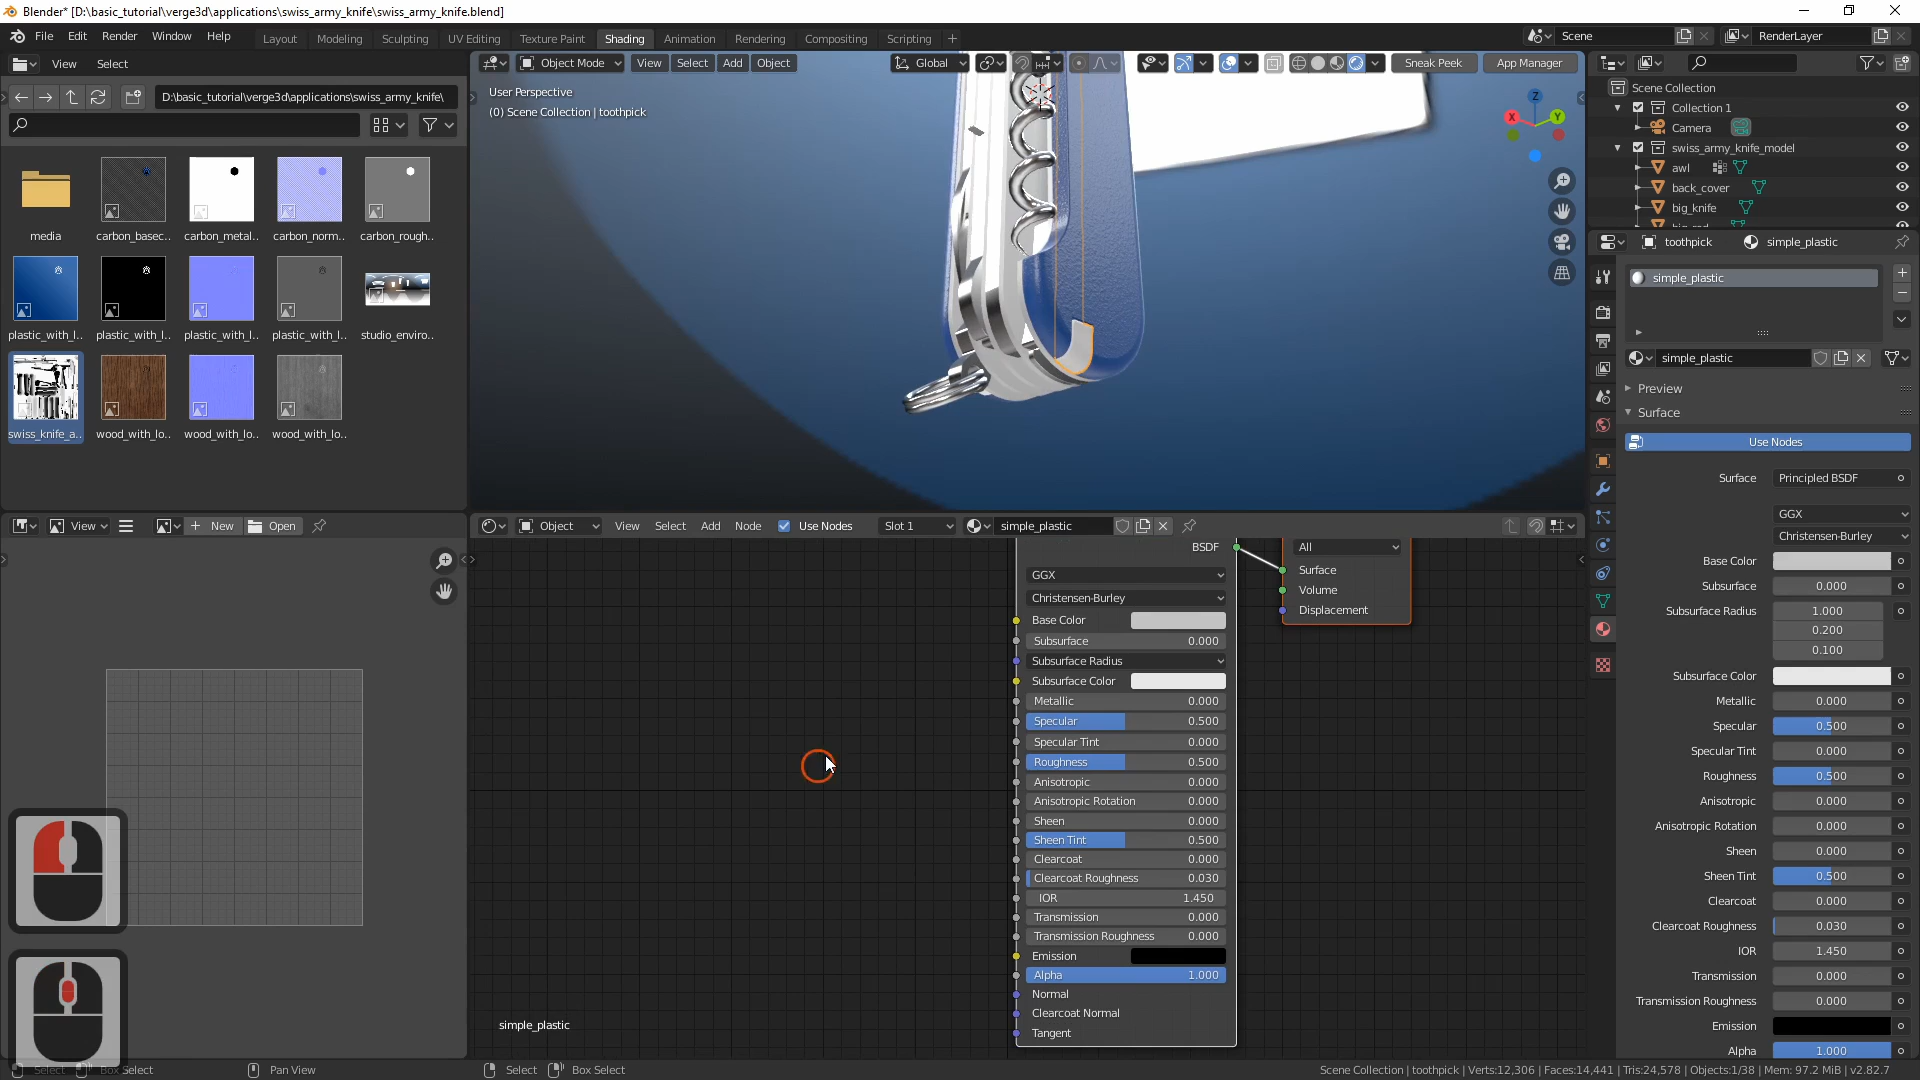 Blender* [D:\basic_tutorial\verge3d\applications\swiss_army_knife\swiss_army_knife.blend]
File Edit Render Window Help Layout Modeling Sculpting UV Editing Texture Paint Shading Animation Rendering Compositing Scripting + Scene RenderLayer
View Select
D:\basic_tutorial\verge3d\applications\swiss_army_knife\
media carbon_basec.. carbon_metal.. carbon_norm.. carbon_rough..
plastic_with_l.. plastic_with_l.. plastic_with_l.. plastic_with_l.. studio_enviro..
swiss_knife_a.. wood_with_lo.. wood_with_lo.. wood_with_lo..
Object Mode View Select Add Object Global Sneak Peek App Manager
User Perspective
(0) Scene Collection | toothpick
Z
X Y
Scene Collection
Collection 1
Camera
swiss_army_knife_model
awl
back_cover
big_knife
toothpick simple_plastic
simple_plastic
simple_plastic
Preview
Surface
Use Nodes
Surface Principled BSDF
GGX
Christensen-Burley
Base Color
Subsurface 0.000
Subsurface Radius 1.000
0.200
0.100
Subsurface Color
Metallic 0.000
Specular 0.500
Specular Tint 0.000
Roughness 0.500
Anisotropic 0.000
Anisotropic Rotation 0.000
Sheen 0.000
Sheen Tint 0.500
Clearcoat 0.000
Clearcoat Roughness 0.030
IOR 1.450
Transmission 0.000
Transmission Roughness 0.000
Emission
Alpha 1.000
View + New Open
Object View Select Add Node Use Nodes Slot 1 simple_plastic
BSDF
GGX
Christensen-Burley
Base Color
Subsurface 0.000
Subsurface Radius
Subsurface Color
Metallic 0.000
Specular 0.500
Specular Tint 0.000
Roughness 0.500
Anisotropic 0.000
Anisotropic Rotation 0.000
Sheen 0.000
Sheen Tint 0.500
Clearcoat 0.000
Clearcoat Roughness 0.030
IOR 1.450
Transmission 0.000
Transmission Roughness 0.000
Emission
Alpha 1.000
Normal
Clearcoat Normal
Tangent
All
Surface
Volume
Displacement
simple_plastic
Select Box Select Pan View Select Box Select Scene Collection | toothpick | Verts:12,306 | Faces:14,441 | Tris:24,578 | Objects:1/38 | Mem: 97.2 MiB | v2.82.7